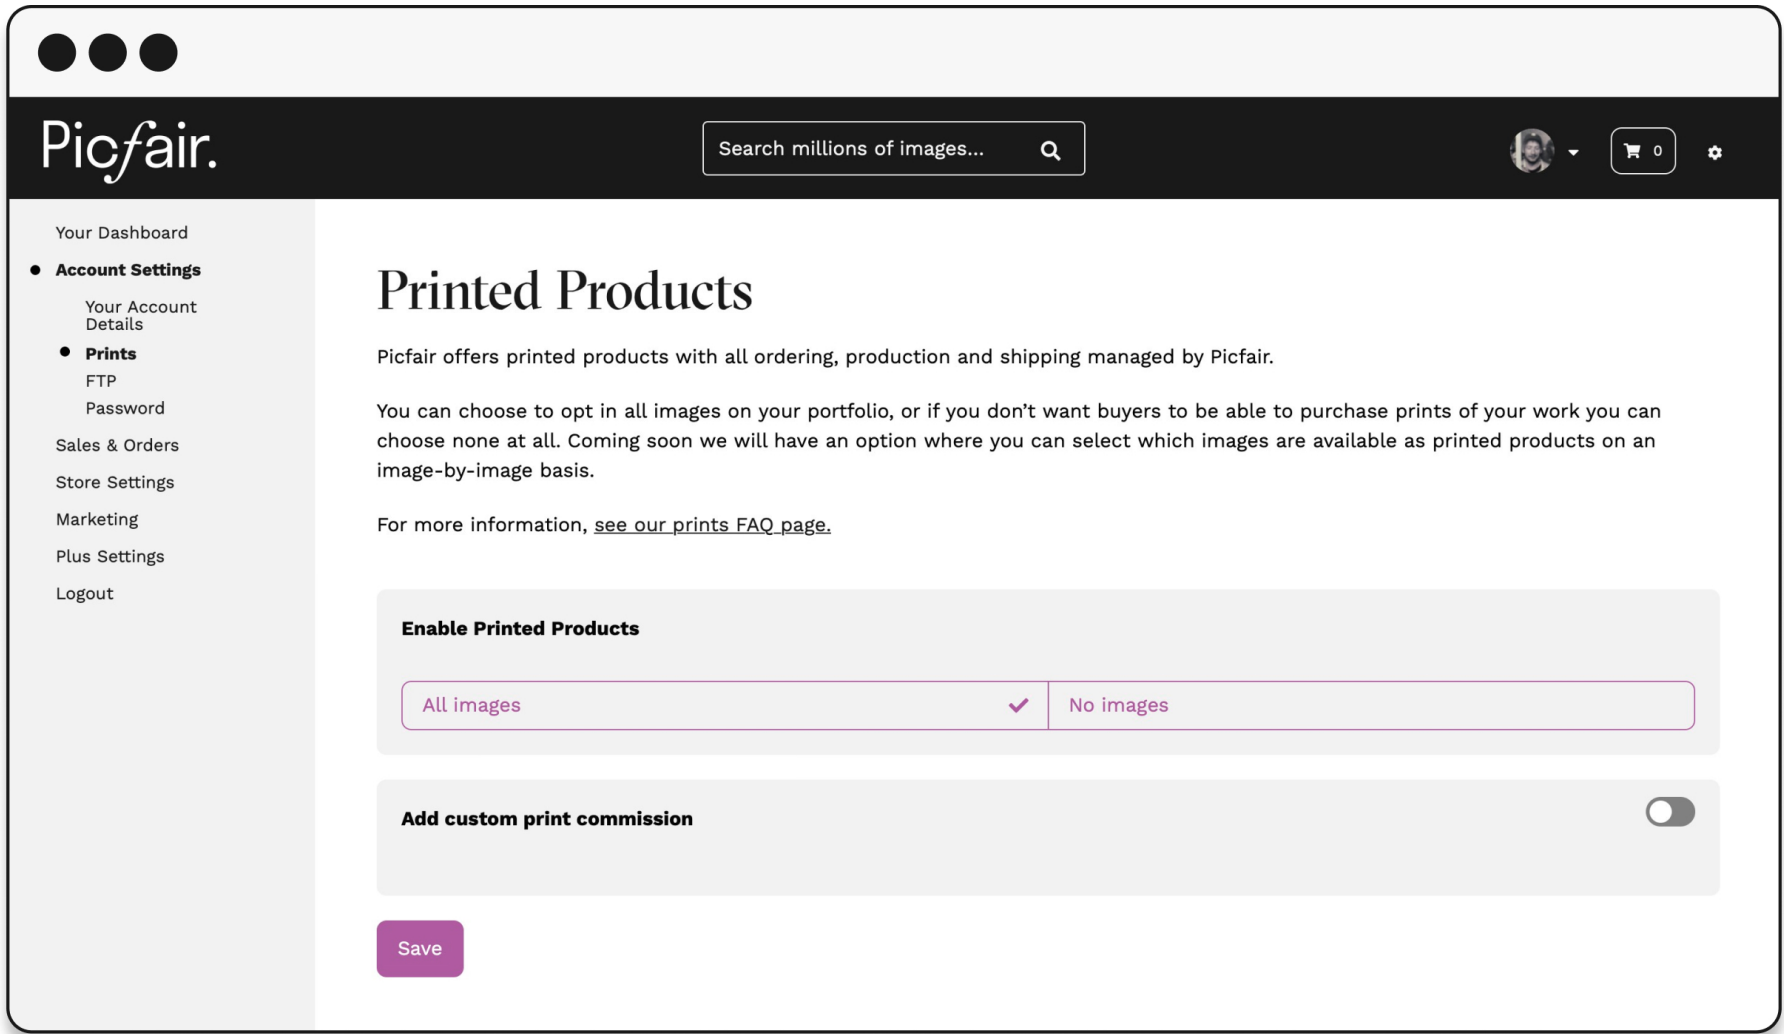 Picfair.
Search millions of images...
0
Your Dashboard
Account Settings
Your Account
Details
Prints
FTP
Password
Sales & Orders
Store Settings
Marketing
Plus Settings
Logout
Printed Products
Picfair offers printed products with all ordering, production and shipping managed by Picfair.
You can choose to opt in all images on your portfolio, or if you don’t want buyers to be able to purchase prints of your work you can
choose none at all. Coming soon we will have an option where you can select which images are available as printed products on an
image-by-image basis.
For more information, see our prints FAQ page.
Enable Printed Products
All images
No images
Add custom print commission
Save